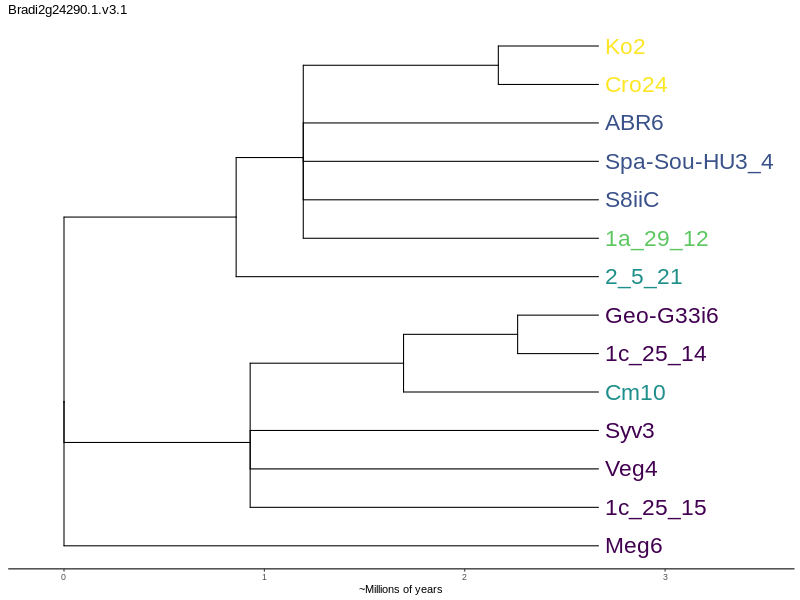 Bradi2g24290.1.v3.1
Ko2
Cro24
ABR6
Spa-Sou-HU3_4
S8iiC
1a_29_12
2_5_21
Geo-G33i6
1c_25_14
Cm10
Syv3
Veg4
1c_25_15
Meg6
0 1 2 3
~Millions of years